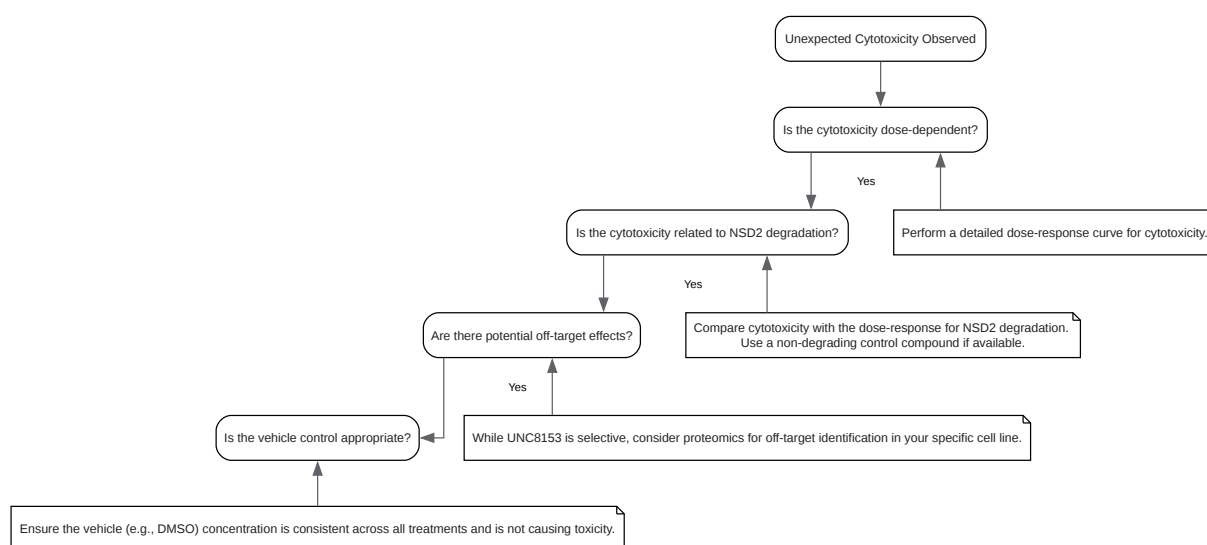 Unexpected Cytotoxicity Observed
Is the cytotoxicity dose-dependent?
Yes
Is the cytotoxicity related to NSD2 degradation?
Perform a detailed dose-response curve for cytotoxicity.
Yes
Are there potential off-target effects?
Compare cytotoxicity with the dose-response for NSD2 degradation.
Use a non-degrading control compound if available.
Yes
Is the vehicle control appropriate?
While UNC8153 is selective, consider proteomics for off-target identification in your specific cell line.
Ensure the vehicle (e.g., DMSO) concentration is consistent across all treatments and is not causing toxicity.